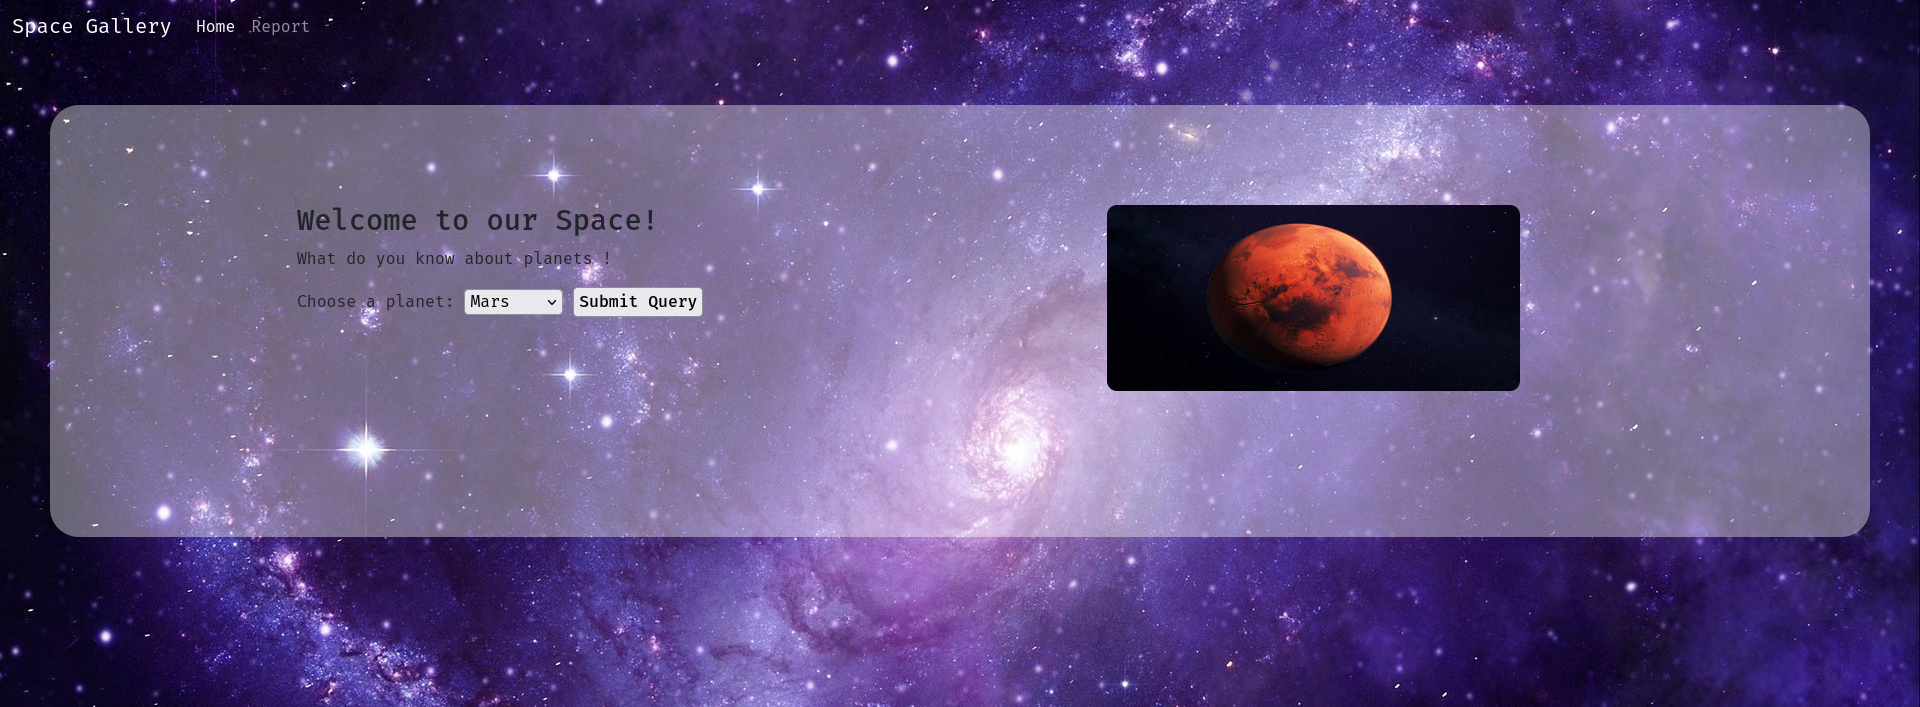 Space Gallery Home Report
Welcome to our Space!
What do you know about planets !
Choose a planet: Mars Submit Query